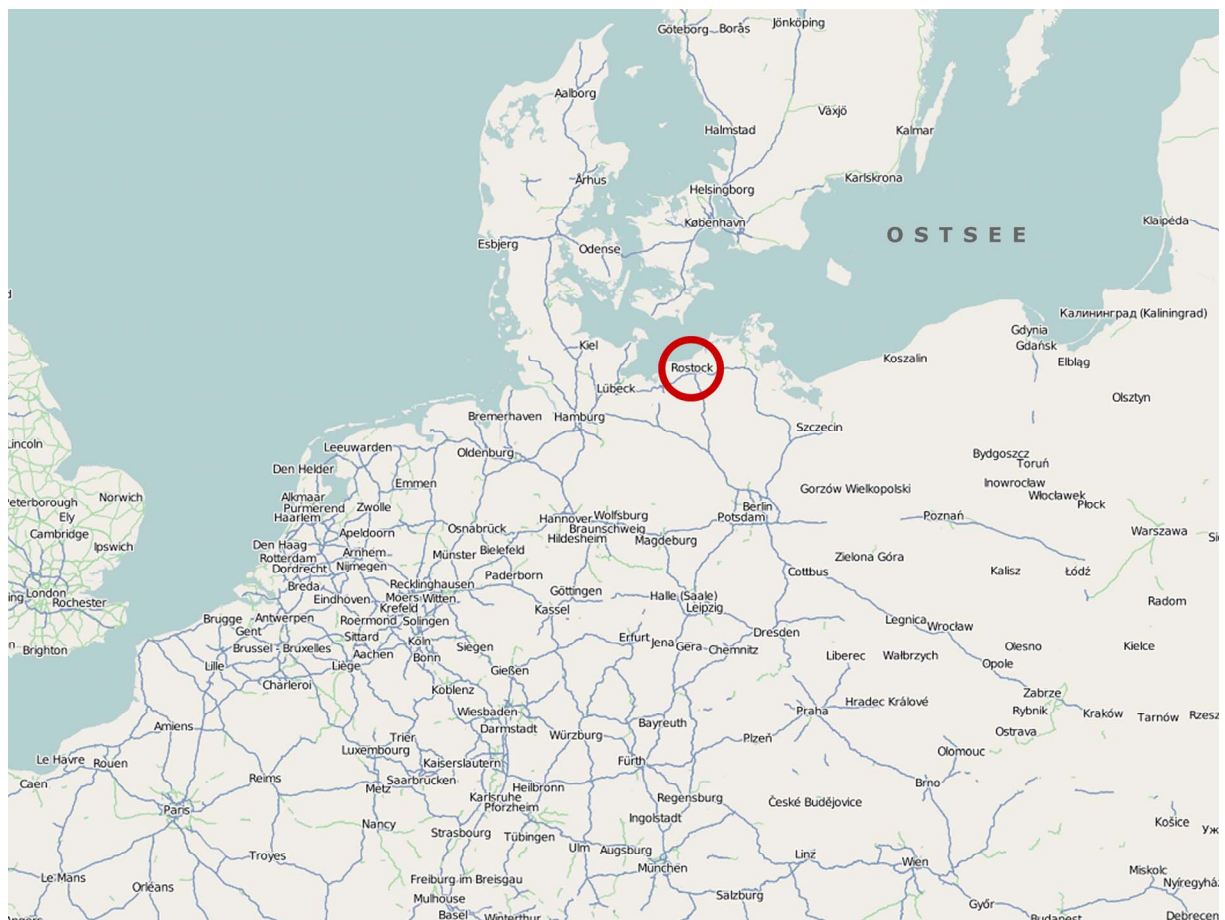 Göteborg
Borås
Jönköping
Aalborg
Växjö
Halmstad
Kalmar
Århus
Karlskrona
Helsingborg
København
Klaipėda
OSTSEE
Esbjerg
Odense
Калининград (Kaliningrad)
Gdynia
Gdańsk
Kiel
Koszalin
Elbląg
Rostock
Lübeck
Olsztyn
Bremerhaven
Hamburg
Szczecin
Lincoln
Leeuwarden
Oldenburg
Bydgoszcz
Toruń
Den Helder
Emmen
Inowrocław
Gorzów Wielkopolski
Włocławek
Norwich
Alkmaar
Peterborough
Purmerend
Zwolle
Berlin
Płock
Ely
Haarlem
Hannover
Wolfsburg
Potsdam
Poznań
Cambridge
Apeldoorn
Osnabrück
Braunschweig
Warszawa
Ipswich
Den Haag
Arnhem
Münster
Bielefeld
Hildesheim
Magdeburg
Rotterdam
Nijmegen
Zielona Góra
Dordrecht
Cottbus
Kalisz
Łódź
Breda
Recklinghausen
Paderborn
London
Eindhoven
Moers
Witten
Göttingen
Halle (Saale)
Rochester
Krefeld
Kassel
Leipzig
Radom
Brugge
Antwerpen
Roermond
Solingen
Legnica
Wrocław
Gent
Sittard
Köln
Erfurt
Jena
Gera
Chemnitz
Dresden
Brighton
Brussel - Bruxelles
Aachen
Bonn
Siegen
Liberec
Wałbrzych
Olesno
Kielce
Lille
Liège
Gießen
Opole
Charleroi
Koblenz
Zabrze
Hradec Králové
Wiesbaden
Praha
Rybnik
Kraków
Tarnów
Rzesz
Amiens
Darmstadt
Würzburg
Bayreuth
Ostrava
Trier
Plzeň
Luxembourg
Olomouc
Le Havre
Rouen
Kaiserslautern
Fürth
Caen
Reims
Saarbrücken
Brno
Metz
Heilbronn
Karlsruhe
Regensburg
České Budějovice
Paris
Pforzheim
Nancy
Ingolstadt
Košice
Strasbourg
Tübingen
Уж
Troyes
Ulm
Augsburg
Linz
Wien
München
Le Mans
Freiburg im Breisgau
Miskolc
Orléans
Nyíregyház
Mulhouse
Salzburg
Győr
Basel
Winterthur
Budapest
Debrecen
Angers